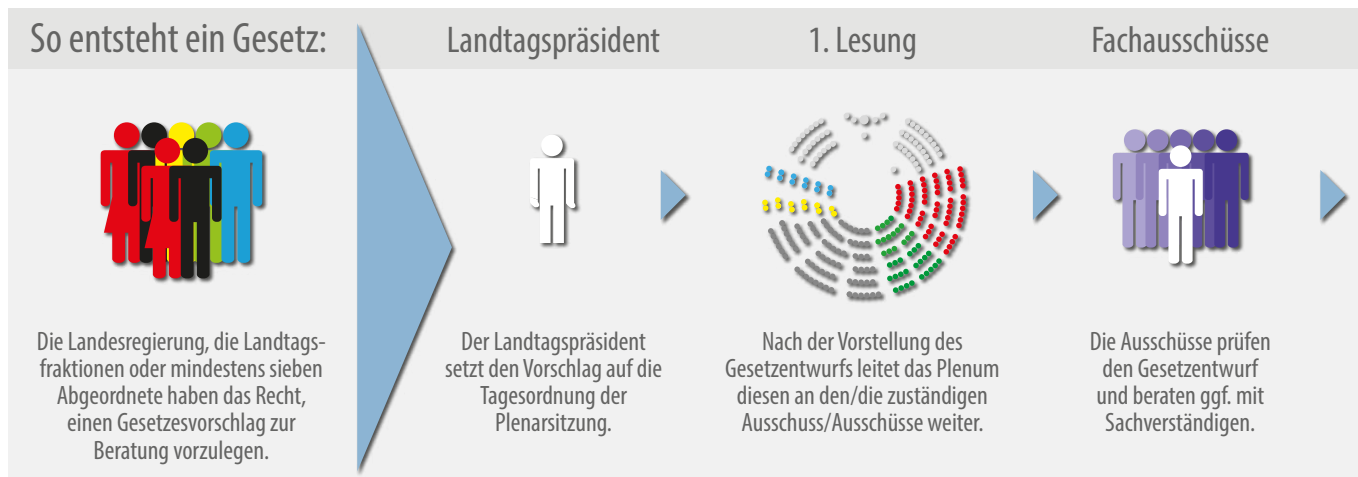 So entsteht ein Gesetz:
Die Landesregierung, die Landtags-
fraktionen oder mindestens sieben
Abgeordnete haben das Recht,
einen Gesetzesvorschlag zur
Beratung vorzulegen.
Landtagspräsident
Der Landtagspräsident
setzt den Vorschlag auf die
Tagesordnung der
Plenarsitzung.
1. Lesung
Nach der Vorstellung des
Gesetzentwurfs leitet das Plenum
diesen an den/die zuständigen
Ausschuss/Ausschüsse weiter.
Fachausschüsse
Die Ausschüsse prüfen
den Gesetzentwurf
und beraten ggf. mit
Sachverständigen.